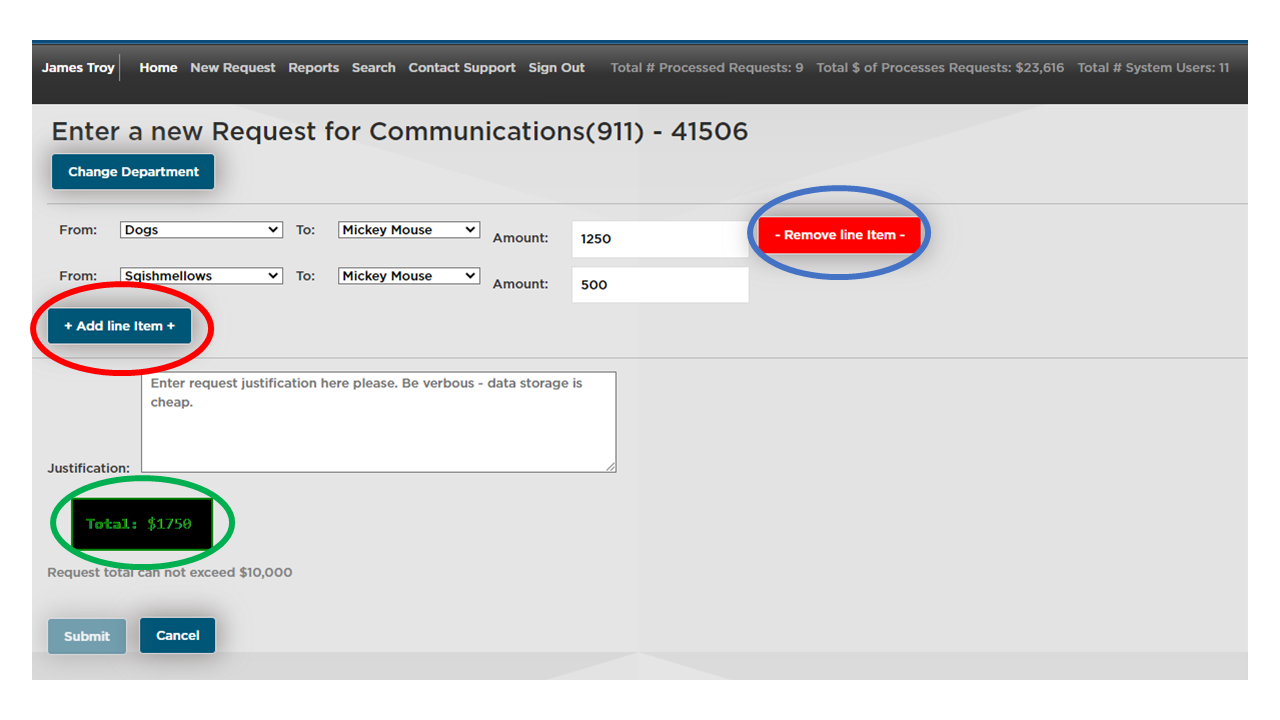 James Troy Home New Request Reports Search Contact Support Sign Out Total # Processed Requests: 9 Total $ of Processes Requests: $23,616 Total # System Users: 11
Enter a new Request for Communications(911) - 41506
Change Department
From: Dogs To: Mickey Mouse Amount: 1250 - Remove line Item -
From: Sqishmellows To: Mickey Mouse Amount: 500
+ Add line Item +
Enter request justification here please. Be verbous - data storage is
cheap.
Justification:
Total: $1750
Request total can not exceed $10,000
Submit Cancel